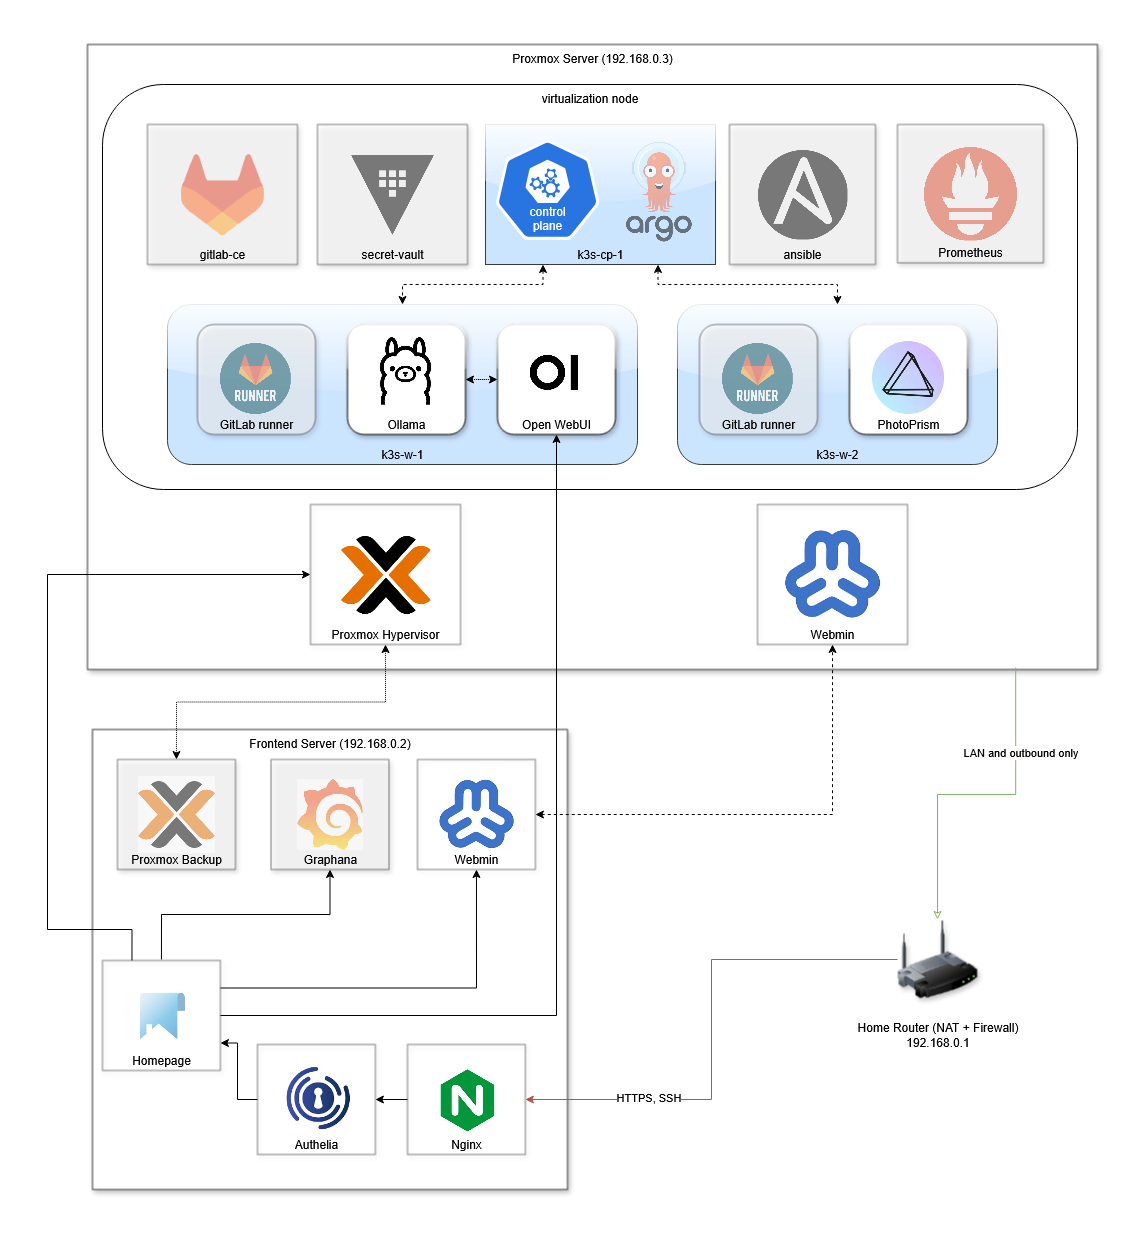 Proxmox Server (192.168.0.3)
virtualization node
gitlab-ce
secret-vault
control
plane
argo
k3s-cp-1
ansible
Prometheus
RUNNER
GitLab runner
Ollama
OI
Open WebUI
k3s-w-1
RUNNER
GitLab runner
PhotoPrism
k3s-w-2
Proxmox Hypervisor
Webmin
LAN and outbound only
Frontend Server (192.168.0.2)
Proxmox Backup
Graphana
Webmin
Homepage
Authelia
N
Nginx
HTTPS, SSH
Home Router (NAT + Firewall)
192.168.0.1